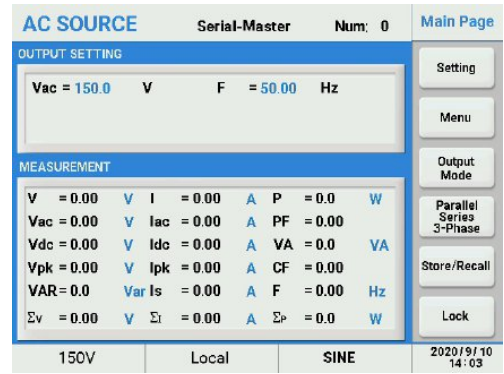 AC SOURCE Serial-Master Num: 0 Main Page
OUTPUT SETTING
Vac = 150.0 V F = 50.00 Hz
Setting
Menu
Output
Mode
Parallel
Series
3-Phase
Store/Recall
Lock
MEASUREMENT
V = 0.00 V I = 0.00 A P = 0.0 W
Vac = 0.00 V Iac = 0.00 A PF = 0.00
Vdc = 0.00 V Idc = 0.00 A VA = 0.0 VA
Vpk = 0.00 V Ipk = 0.00 A CF = 0.00
VAR= 0.0 Var Is = 0.00 A F = 0.00 Hz
Σv = 0.00 V ΣI = 0.00 A ΣP = 0.0 W
150V Local SINE 2020/9/10
14:03